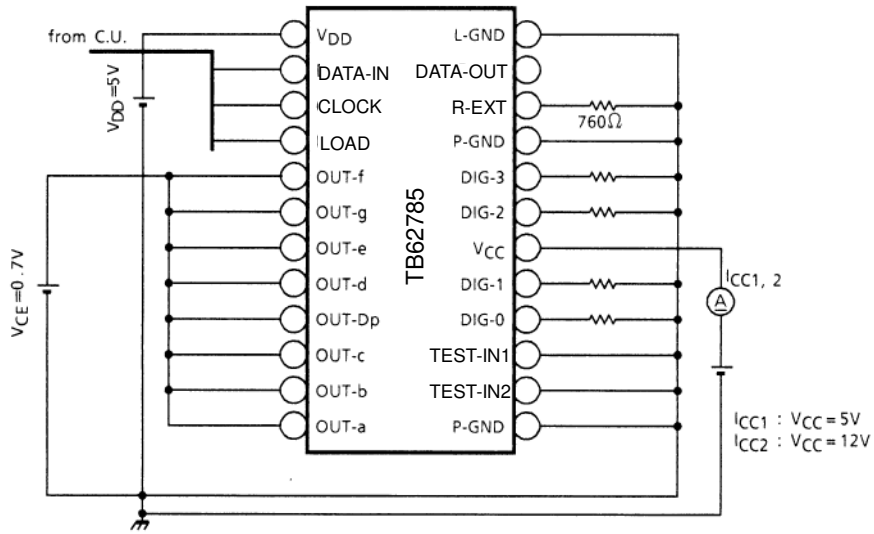 from C.U.
VDD=5V
VCE=0.7V
VDD
DATA-IN
CLOCK
LOAD
OUT-f
OUT-g
OUT-e
OUT-d
OUT-Dp
OUT-c
OUT-b
OUT-a
TB62785
L-GND
DATA-OUT
R-EXT
P-GND
DIG-3
DIG-2
VCC
DIG-1
DIG-0
TEST-IN1
TEST-IN2
P-GND
760Ω
ICC1, 2
A
ICC1 : VCC=5V
ICC2 : VCC=12V